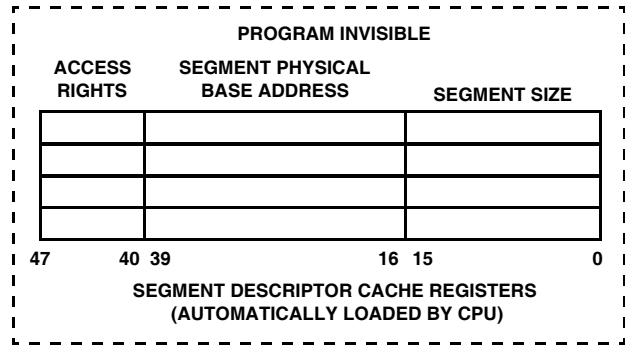 PROGRAM INVISIBLE
ACCESS RIGHTS
SEGMENT PHYSICAL BASE ADDRESS
SEGMENT SIZE
47 40 39 16 15 0
SEGMENT DESCRIPTOR CACHE REGISTERS
(AUTOMATICALLY LOADED BY CPU)